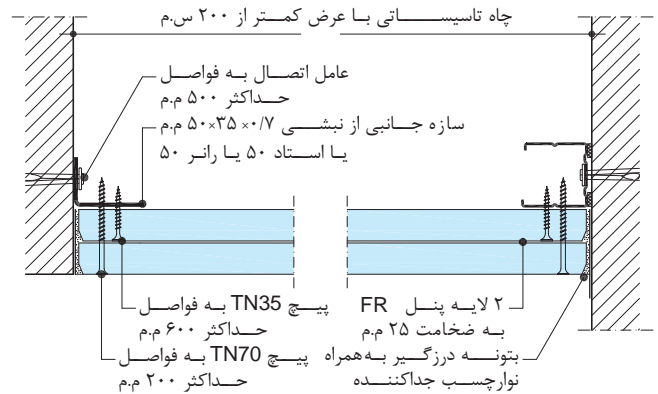 چاه تاسیساتی با عرض کمتر از ۲۰۰ س.م
عامل اتصال به فواصل
حداکثر ۵۰۰ م.م
سازه جانبی از نبشی ۰/۷×۳۵×۵۰ م.م
یا استاد ۵۰ یا رانر ۵۰
۲ لایه پنل FR
به ضخامت ۲۵ م.م
بتونه درزگیر به‌همراه
نوارچسب جداکننده
پیچ TN35 به فواصل
حداکثر ۶۰۰ م.م
پیچ TN70 به فواصل
حداکثر ۲۰۰ م.م